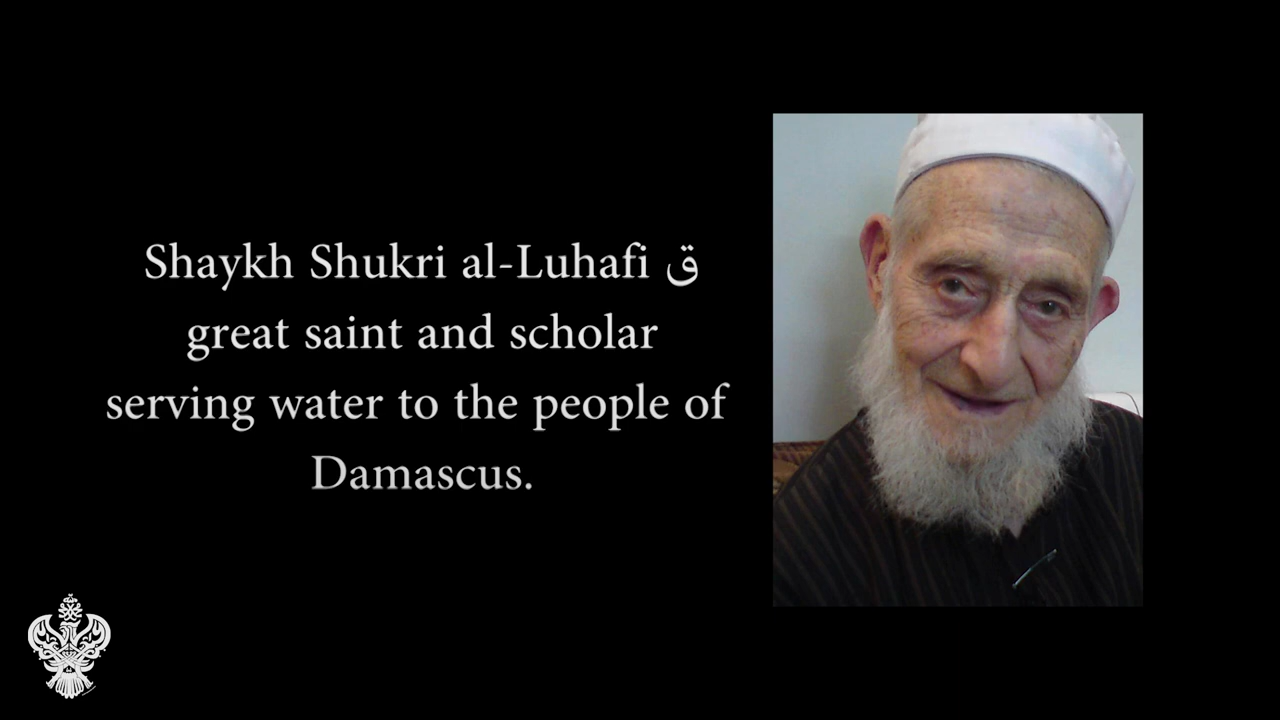 Shaykh Shukri al-Luhafi ق
great saint and scholar
serving water to the people of
Damascus.